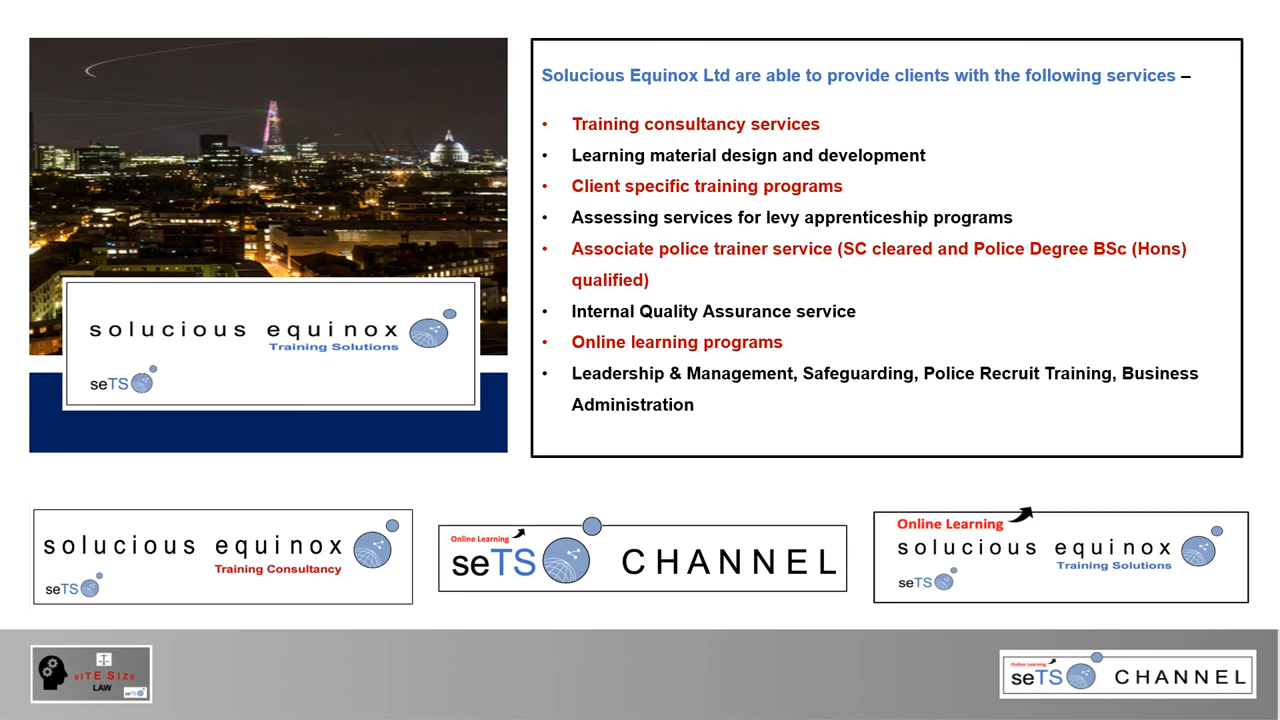 Solucious Equinox Ltd are able to provide clients with the following services –
• Training consultancy services
• Learning material design and development
• Client specific training programs
• Assessing services for levy apprenticeship programs
• Associate police trainer service (SC cleared and Police Degree BSc (Hons)
qualified)
• Internal Quality Assurance service
• Online learning programs
• Leadership & Management, Safeguarding, Police Recruit Training, Business
Administration
solucious equinox
Training Solutions
seTS
solucious equinox
Training Consultancy
seTS
Online Learning
seTS CHANNEL
Online Learning
solucious equinox
Training Solutions
seTS
BITE SIZE
LAW
seTS
Online Learning
seTS CHANNEL